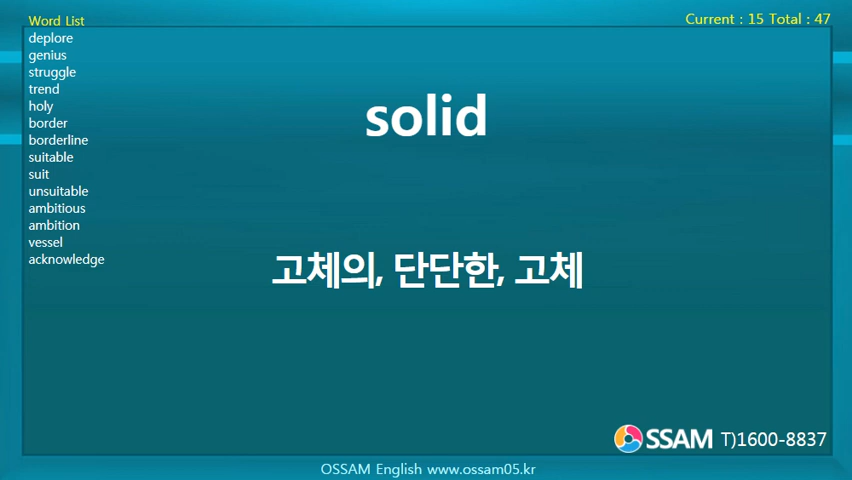 Word List
Current : 15 Total : 47
deplore
genius
struggle
trend
holy
border
borderline
suitable
suit
unsuitable
ambitious
ambition
vessel
acknowledge
solid
고체의, 단단한, 고체
OSSAM T)1600-8837
OSSAM English www.ossam05.kr